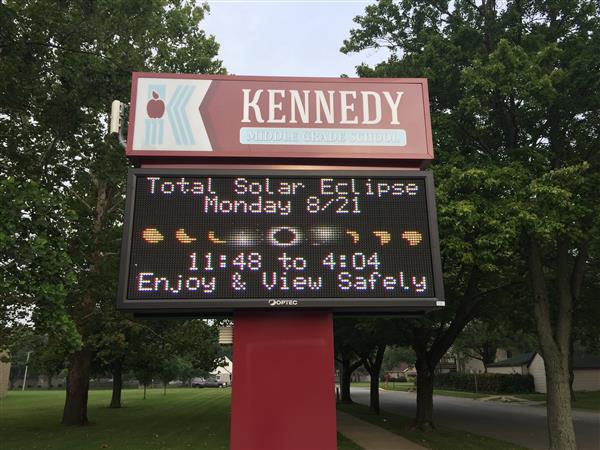 K
KENNEDY
MIDDLE GRADE SCHOOL
Total Solar Eclipse
Monday 8/21
11:48 to 4:04
Enjoy & View Safely
OPTEC